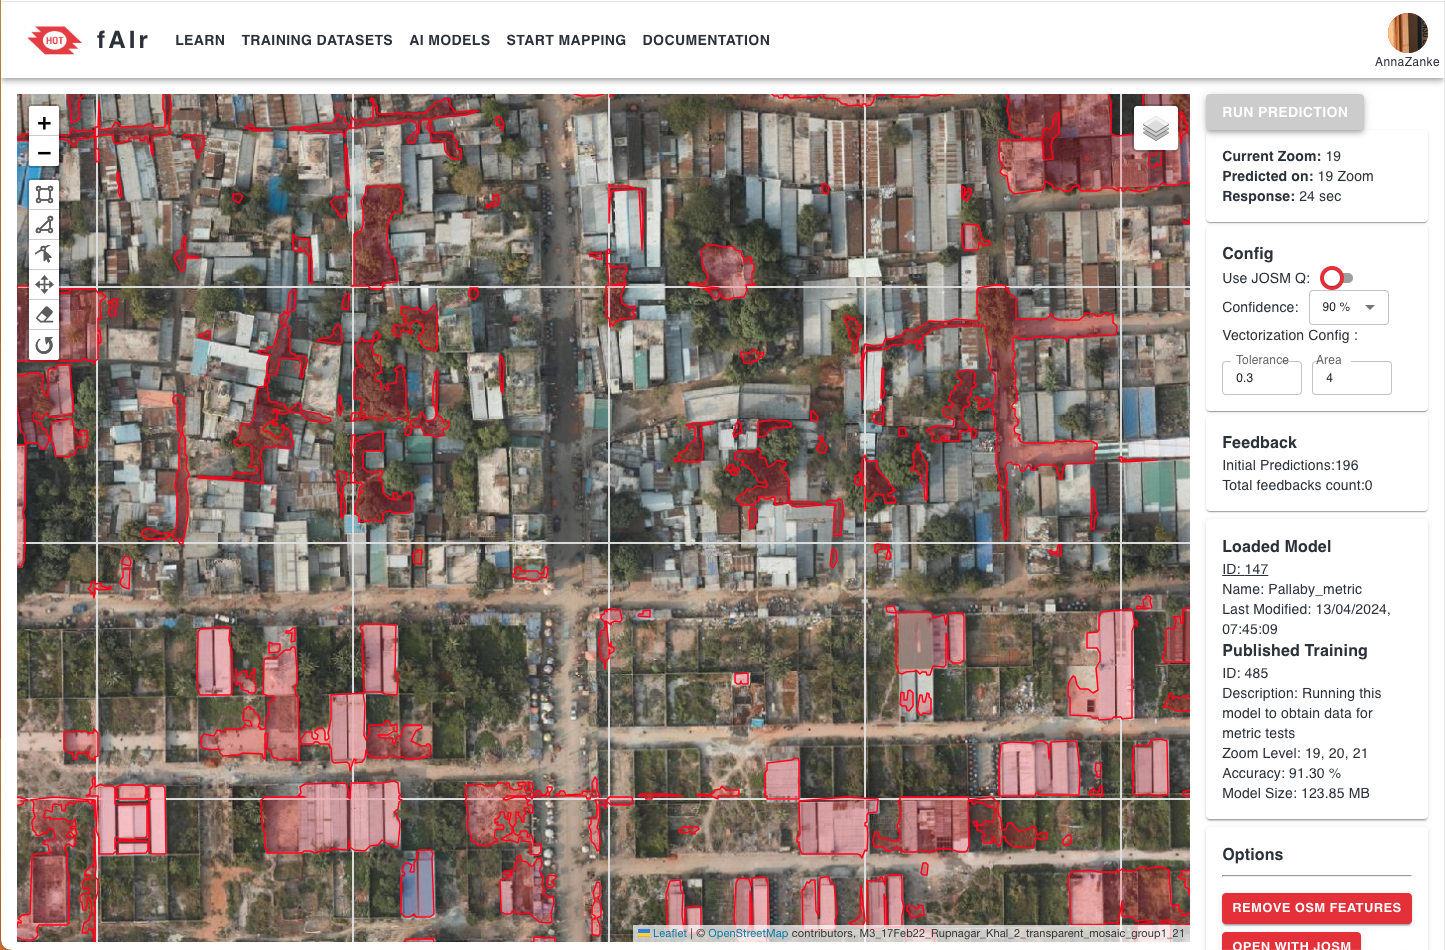 HOT
fAIr
LEARN
TRAINING DATASETS
AI MODELS
START MAPPING
DOCUMENTATION
AnnaZanke
+
−
RUN PREDICTION
Current Zoom: 19
Predicted on: 19 Zoom
Response: 24 sec
Config
Use JOSM Q:
Confidence: 90 %
Vectorization Config :
Tolerance
0.3
Area
4
Feedback
Initial Predictions:196
Total feedbacks count:0
Loaded Model
ID: 147
Name: Pallaby_metric
Last Modified: 13/04/2024,
07:45:09
Published Training
ID: 485
Description: Running this
model to obtain data for
metric tests
Zoom Level: 19, 20, 21
Accuracy: 91.30 %
Model Size: 123.85 MB
Options
REMOVE OSM FEATURES
OPEN WITH JOSM
Leaflet | © OpenStreetMap contributors, M3_17Feb22_Rupnagar_Khal_2_transparent_mosaic_group1_21